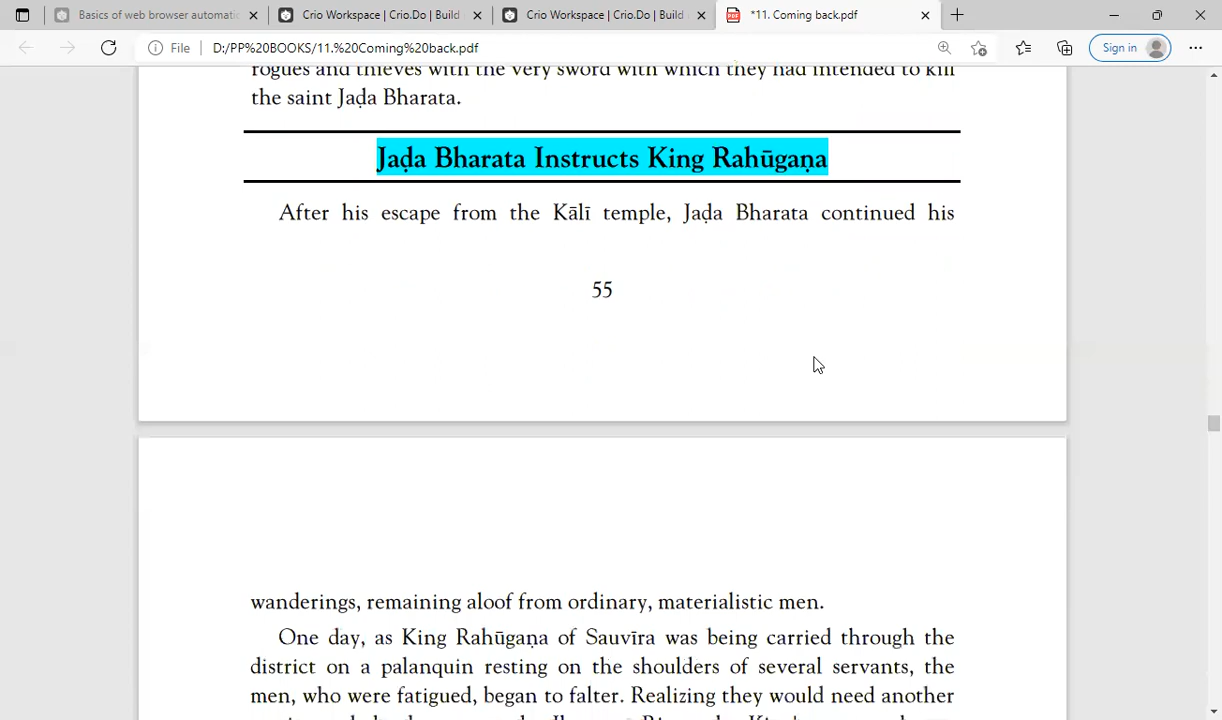 Basics of web browser automati
Crio Workspace | Crio.Do | Build
Crio Workspace | Crio.Do | Build
*11. Coming back.pdf
File
D:/PP%20BOOKS/11.%20Coming%20back.pdf
Sign in
rogues and thieves with the very sword with which they had intended to kill
the saint Jaḍa Bharata.
Jaḍa Bharata Instructs King Rahūgaṇa
After his escape from the Kālī temple, Jaḍa Bharata continued his
55
wanderings, remaining aloof from ordinary, materialistic men.
One day, as King Rahūgaṇa of Sauvīra was being carried through the
district on a palanquin resting on the shoulders of several servants, the
men, who were fatigued, began to falter. Realizing they would need another